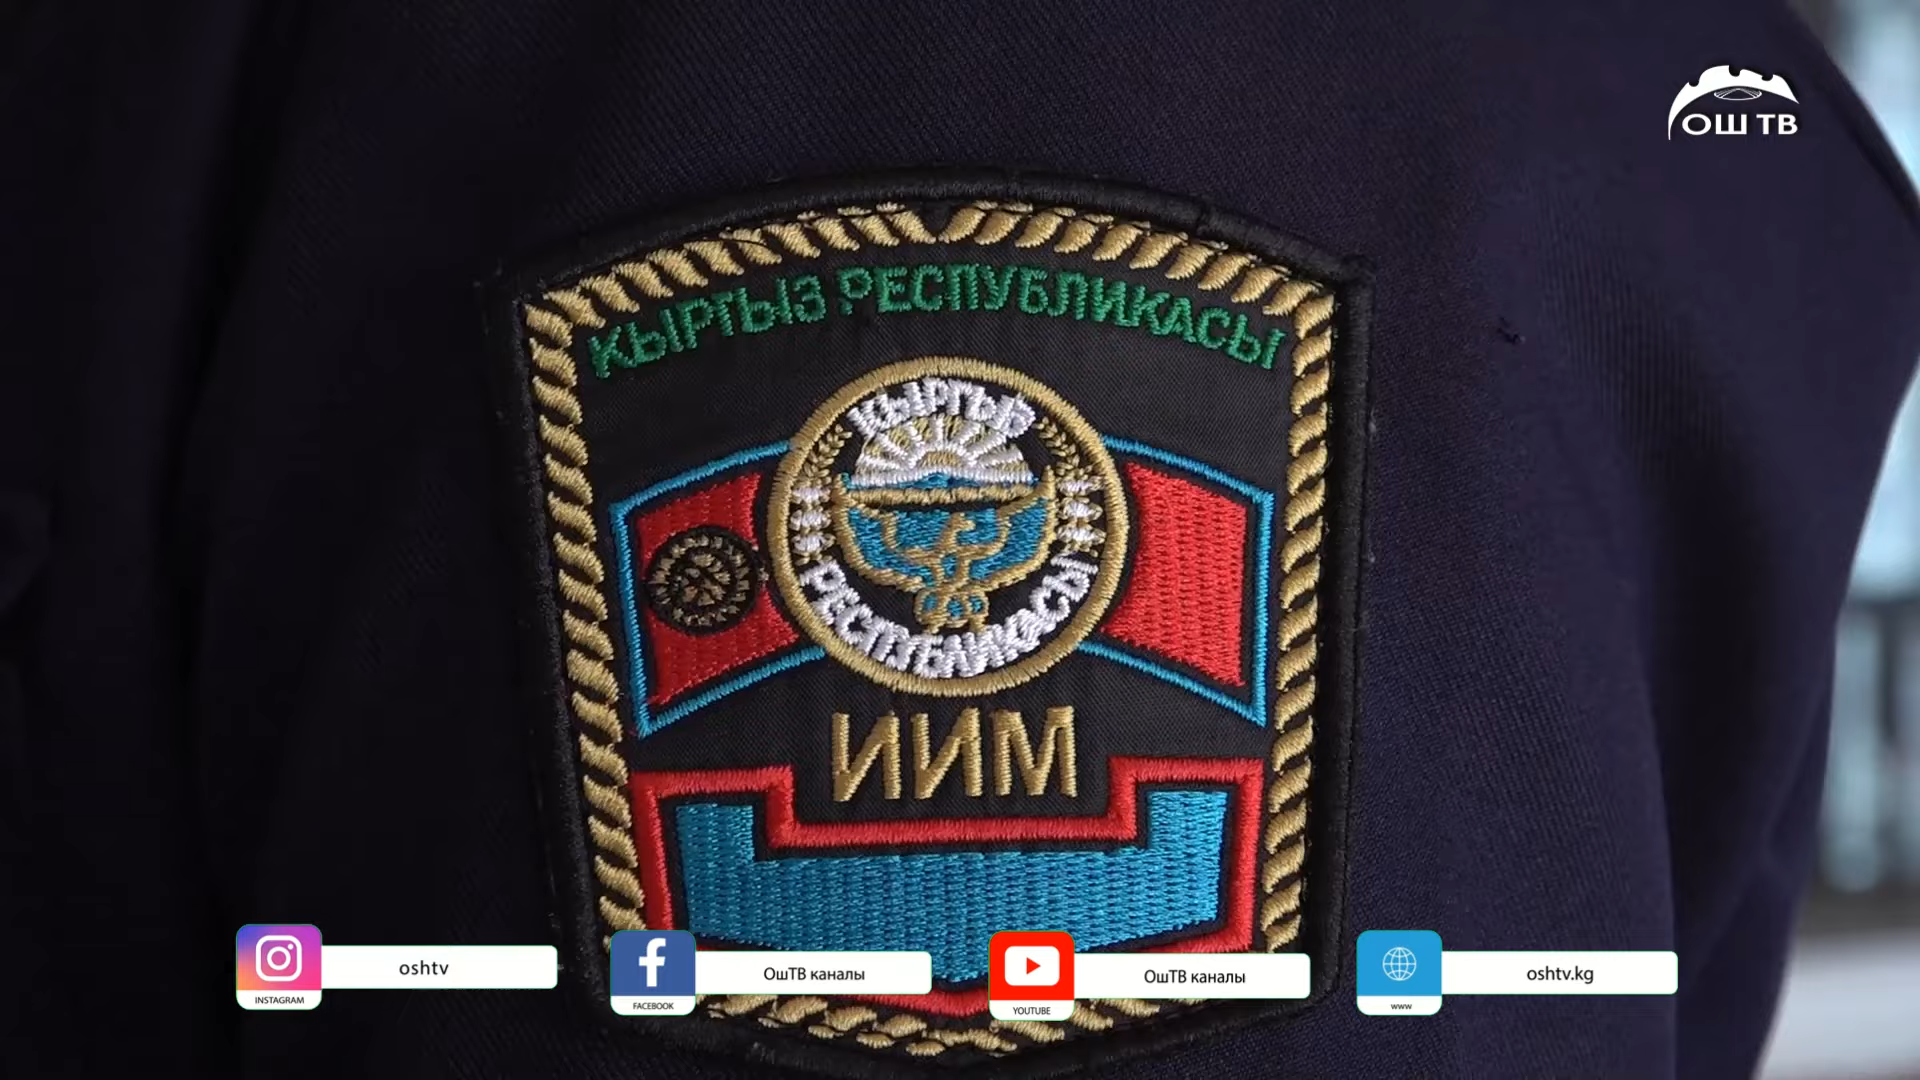 ОШ ТВ
КЫРГЫЗ РЕСПУБЛИКАСЫ
КЫРГЫЗ
РЕСПУБЛИКАСЫ
ИИМ
oshtv
INSTAGRAM
ОшТВ каналы
FACEBOOK
ОшТВ каналы
YOUTUBE
oshtv.kg
www